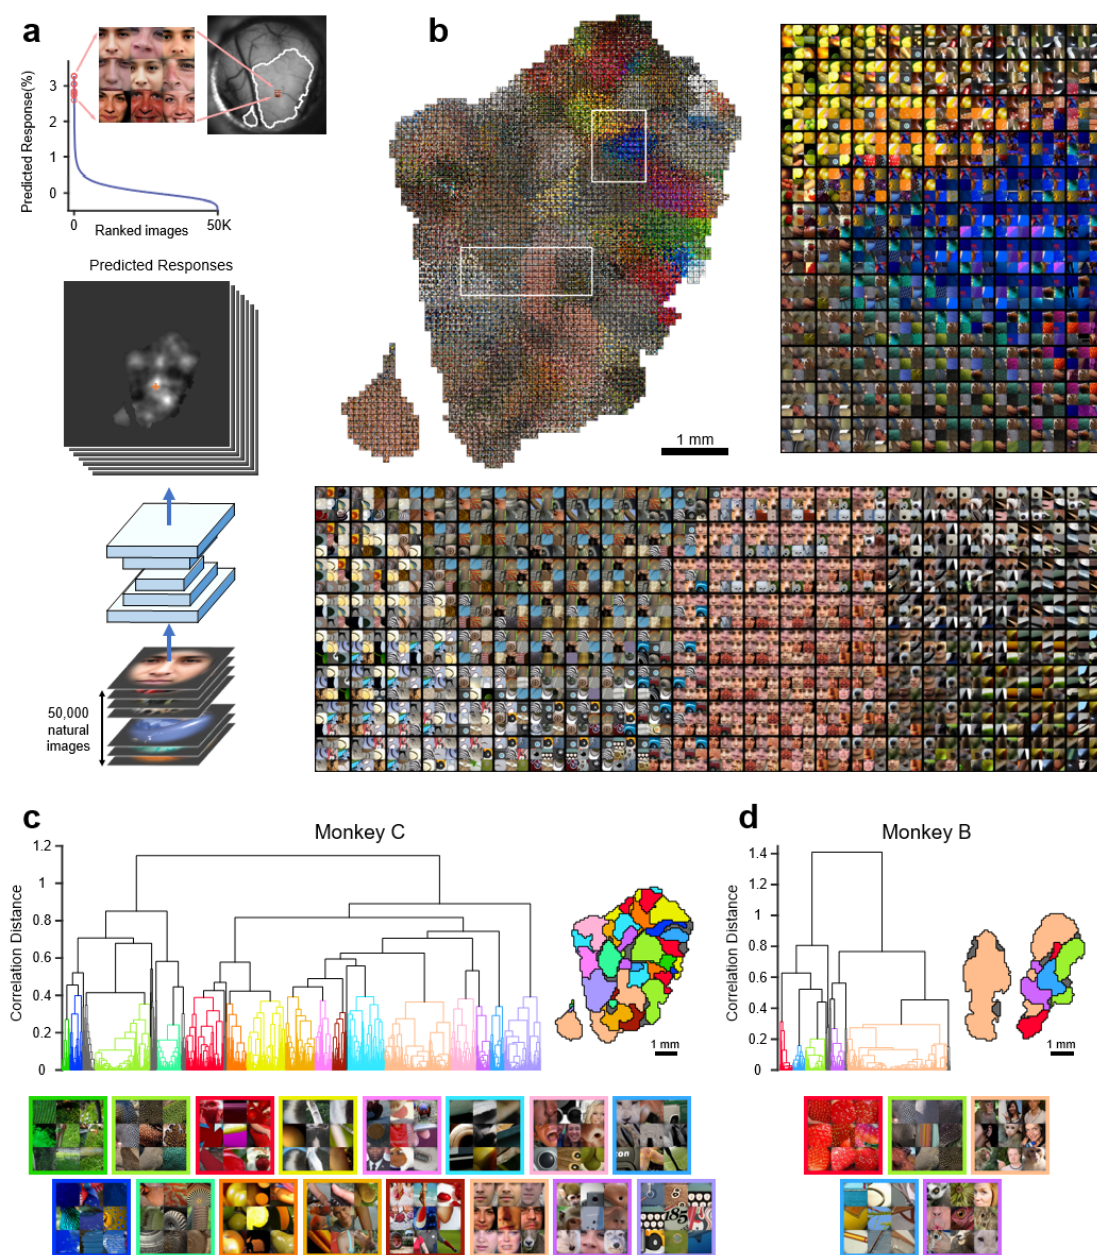 a
b
Predicted Response(%)
3
2
1
0
0
50K
Ranked images
Predicted Responses
1 mm
50,000
natural
images
c
Monkey C
Correlation Distance
1.2
1
0.8
0.6
0.4
0.2
0
1 mm
d
Monkey B
Correlation Distance
1.4
1.2
1
0.8
0.6
0.4
0.2
0
1 mm
185